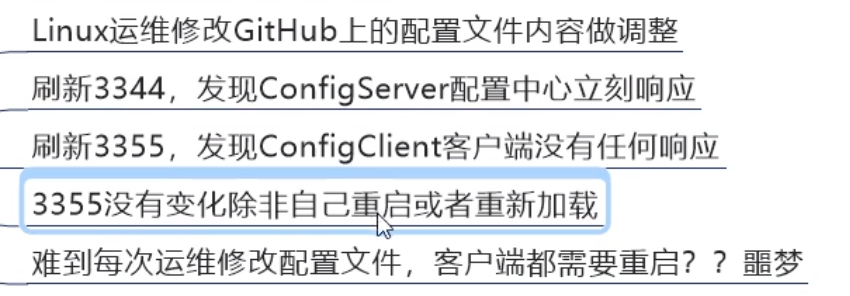 Linux运维修改GitHub上的配置文件内容做调整
刷新3344，发现ConfigServer配置中心立刻响应
刷新3355，发现ConfigClient客户端没有任何响应
3355没有变化除非自己重启或者重新加载
难到每次运维修改配置文件，客户端都需要重启？？噩梦